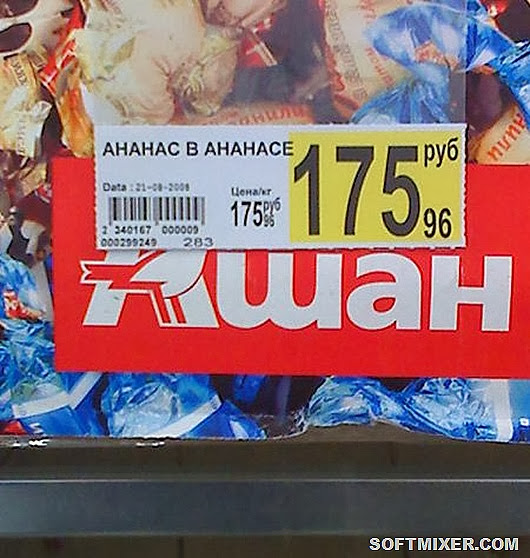 АНАНАС В АНАНАСЕ
175 руб 96
Data : 21-08-2008
Цена/кг
175 руб 96
2 340167 000009
000299249 283
Ашан
SOFTMIXER.COM